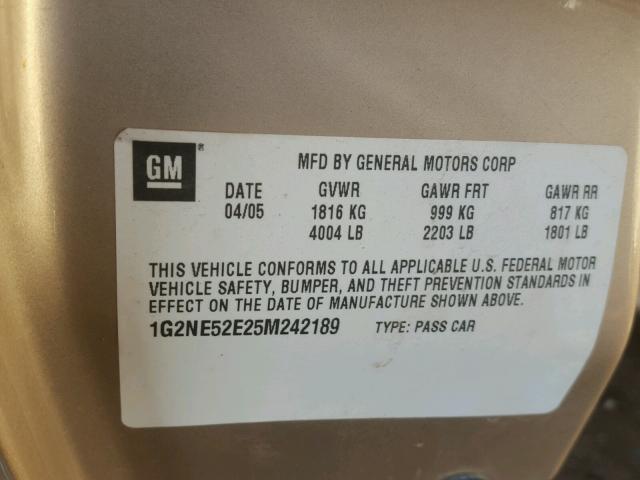 GM ® MFD BY GENERAL MOTORS CORP
DATE GVWR GAWR FRT GAWR RR
04/05 1816 KG 999 KG 817 KG
4004 LB 2203 LB 1801 LB
THIS VEHICLE CONFORMS TO ALL APPLICABLE U.S. FEDERAL MOTOR
VEHICLE SAFETY, BUMPER, AND THEFT PREVENTION STANDARDS IN
EFFECT ON THE DATE OF MANUFACTURE SHOWN ABOVE.
1G2NE52E25M242189 TYPE: PASS CAR